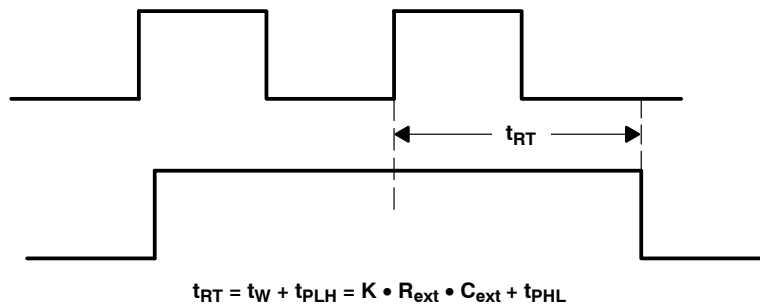 tRT
tRT = tW + tPLH = K • Rext • Cext + tPHL